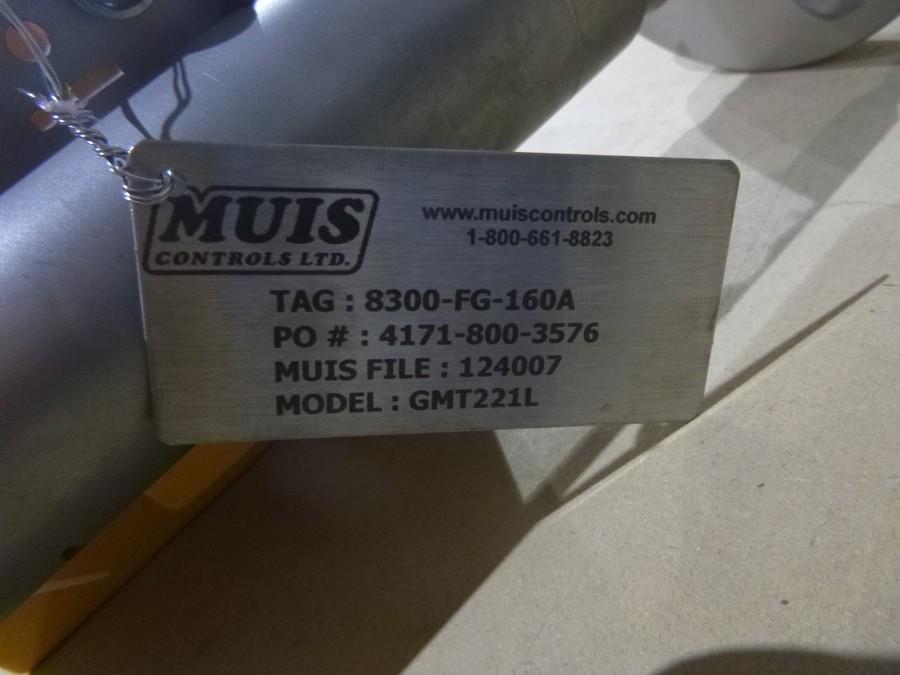 MUIS
CONTROLS LTD.
www.muiscontrols.com
1-800-661-8823
TAG : 8300-FG-160A
PO # : 4171-800-3576
MUIS FILE : 124007
MODEL : GMT221L